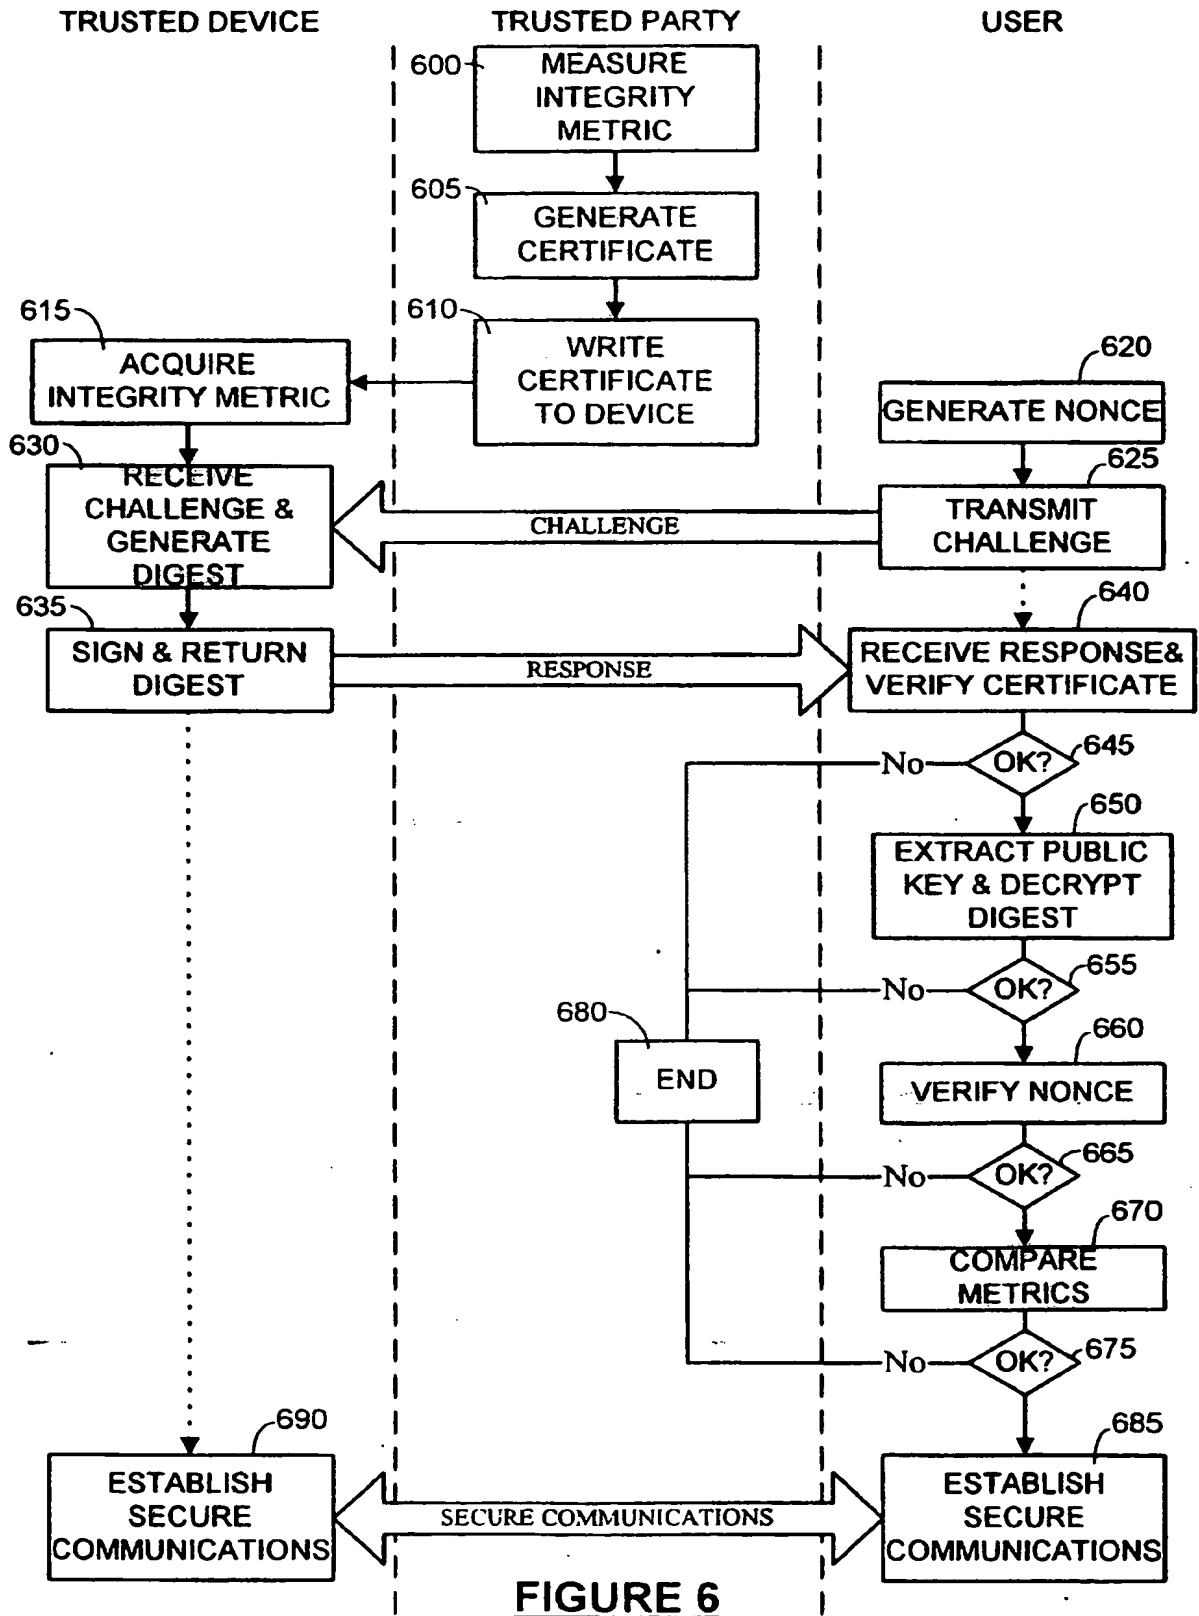 TRUSTED DEVICE
TRUSTED PARTY
USER
600
MEASURE
INTEGRITY
METRIC
605
GENERATE
CERTIFICATE
610
WRITE
CERTIFICATE
TO DEVICE
615
ACQUIRE
INTEGRITY METRIC
620
GENERATE NONCE
625
TRANSMIT
CHALLENGE
CHALLENGE
630
RECEIVE
CHALLENGE &
GENERATE
DIGEST
635
SIGN & RETURN
DIGEST
RESPONSE
640
RECEIVE RESPONSE&
VERIFY CERTIFICATE
645
OK?
No
650
EXTRACT PUBLIC
KEY & DECRYPT
DIGEST
655
OK?
No
680
END
660
VERIFY NONCE
665
OK?
No
670
COMPARE
METRICS
675
OK?
No
690
ESTABLISH
SECURE
COMMUNICATIONS
SECURE COMMUNICATIONS
685
ESTABLISH
SECURE
COMMUNICATIONS
FIGURE 6